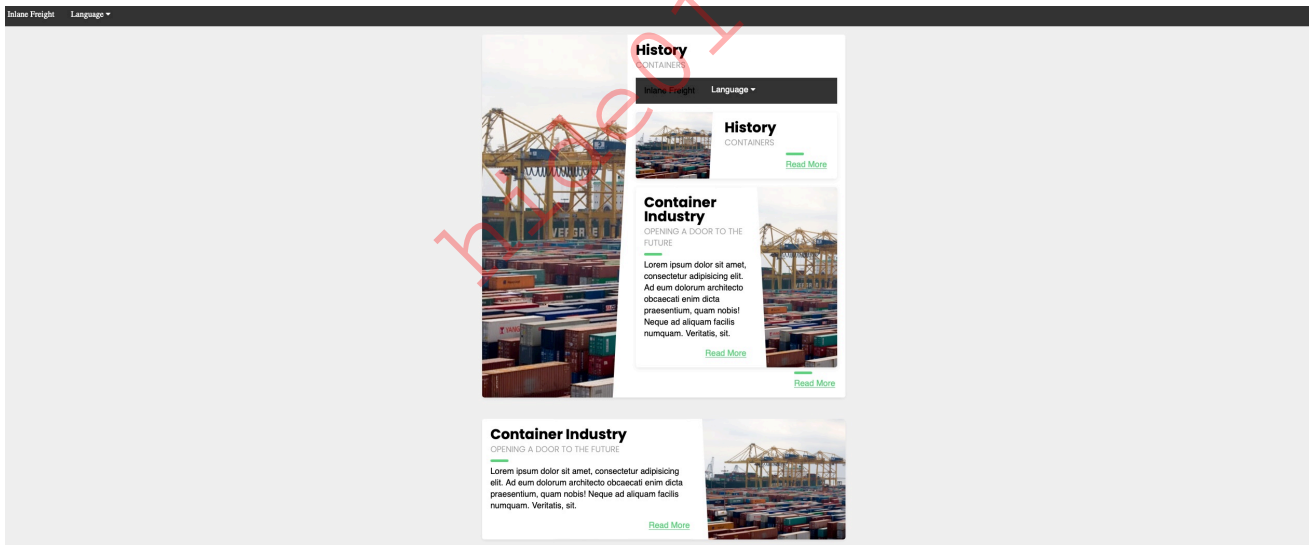 Inlane Freight Language
History
CONTAINERS
Inlane Freight Language
History
CONTAINERS
Read More
Container
Industry
OPENING A DOOR TO THE
FUTURE
Lorem ipsum dolor sit amet,
consectetur adipisicing elit.
Ad eum dolorum architecto
obcaecati enim dicta
praesentium, quam nobis!
Neque ad aliquam facilis
numquam. Veritatis, sit.
Read More
Read More
Container Industry
OPENING A DOOR TO THE FUTURE
Lorem ipsum dolor sit amet, consectetur adipisicing
elit. Ad eum dolorum architecto obcaecati enim dicta
praesentium, quam nobis! Neque ad aliquam facilis
numquam. Veritatis, sit.
Read More